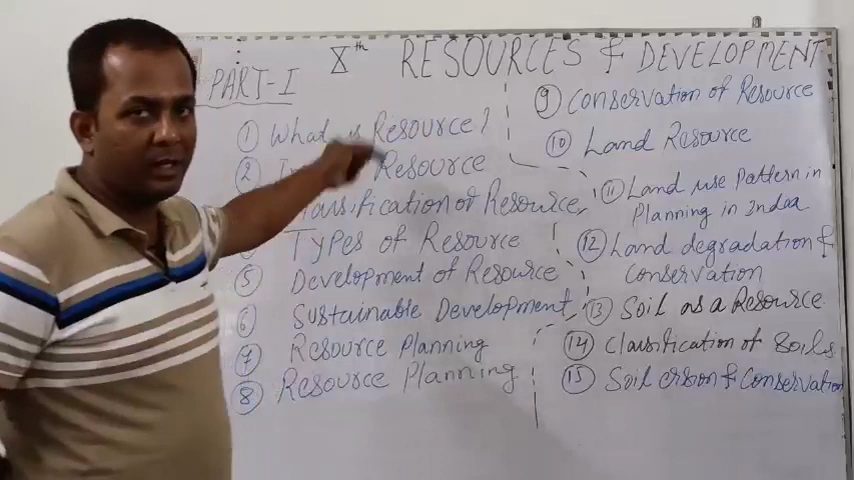 PART-I
Xth RESOURCES & DEVELOPMENT
① What is Resource?
② Resource
Classification of Resource
Types of Resource
⑤ Development of Resource
⑥ Sustainable Development
⑦ Resource Planning
⑧ Resource Planning
⑨ Conservation of Resource
⑩ Land Resource
⑪ Land use Pattern in
Planning in Indaa
⑫ Land degradation &
Conservation
⑬ Soil as a Resource
⑭ Classification of Soils
⑮ Soil ersion & Conservation